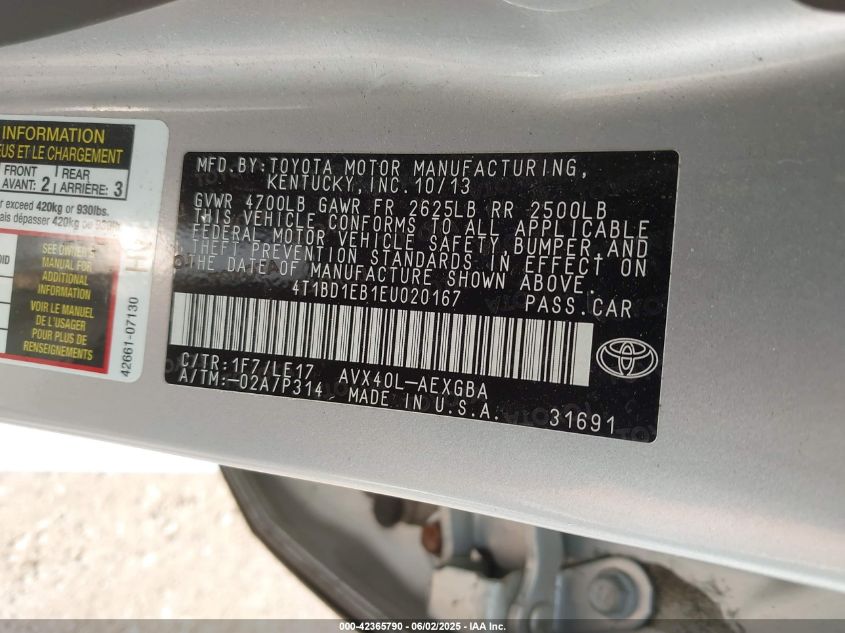 INFORMATION
EUS ET LE CHARGEMENT
FRONT
AVANT: 2
REAR
ARRIÈRE: 3
exceed 420kg or 930lbs.
ais dépasser 420kg ou 930lb
SEE OWNER'S
MANUAL FOR
ADDITIONAL
INFORMATION
VOIR LE MANUEL
DE L'USAGER
POUR PLUS DE
RENSEIGNEMENTS
42661-07130
MFD.BY:TOYOTA MOTOR MANUFACTURING,
KENTUCKY,INC.10/13
GVWR 4700LB GAWR FR 2625LB RR 2500LB
THIS VEHICLE CONFORMS TO ALL APPLICABLE
FEDERAL MOTOR VEHICLE SAFETY, BUMPER,AND
THEFT PREVENTION STANDARDS IN EFFECT ON
THE DATE OF MANUFACTURE SHOWN ABOVE.
4T1BD1EB1EU020167
PASS.CAR
C/TR:1F7/LE17 AVX40L-AEXGBA
A/TM:-02A/P314 MADE IN U.S.A. 31691
000-42365790 - 06/02/2025 - IAA Inc.